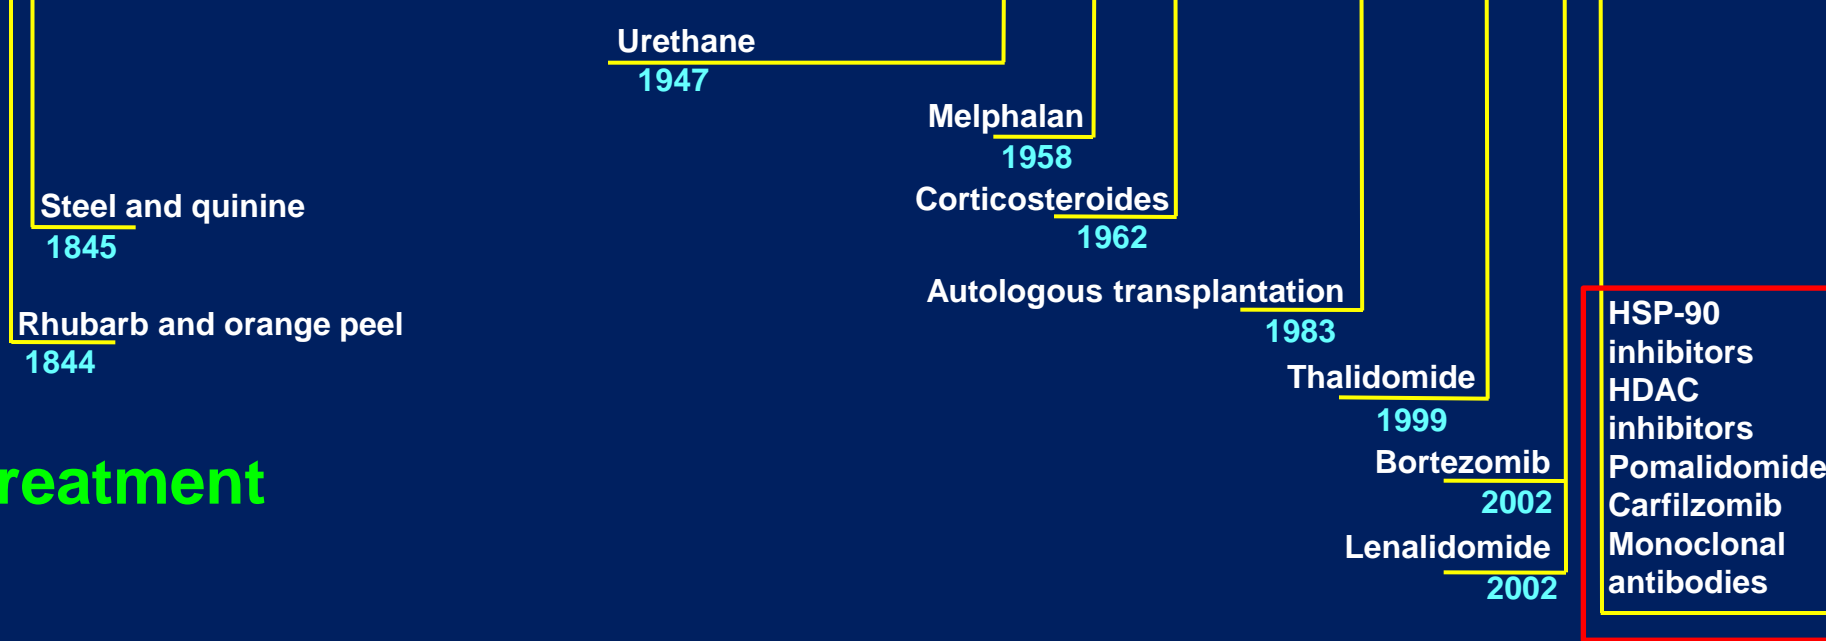 Urethane
1947
Melphalan
1958
Corticosteroides
1962
Steel and quinine
1845
Autologous transplantation
1983
Rhubarb and orange peel
1844
Thalidomide
1999
Bortezomib
2002
Lenalidomide
2002
HSP-90
inhibitors
HDAC
inhibitors
Pomalidomide
Carfilzomib
Monoclonal
antibodies
reatment